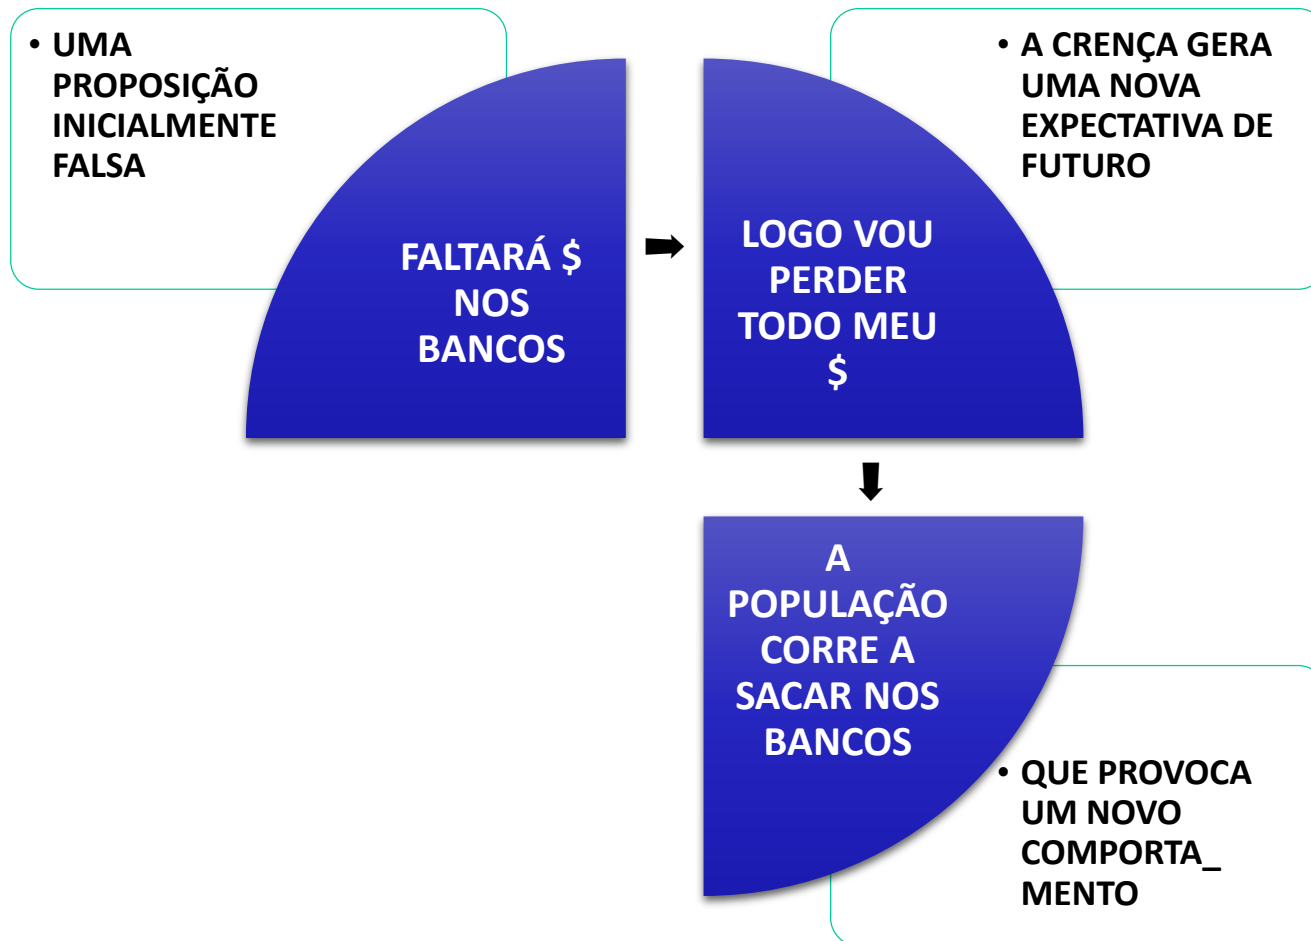 • UMA
PROPOSIÇÃO
INICIALMENTE
FALSA
FALTARÁ $
NOS
BANCOS
• A CRENÇA GERA
UMA NOVA
EXPECTATIVA DE
FUTURO
LOGO VOU
PERDER
TODO MEU
$
A
POPULAÇÃO
CORRE A
SACAR NOS
BANCOS
• QUE PROVOCA
UM NOVO
COMPORTA_
MENTO